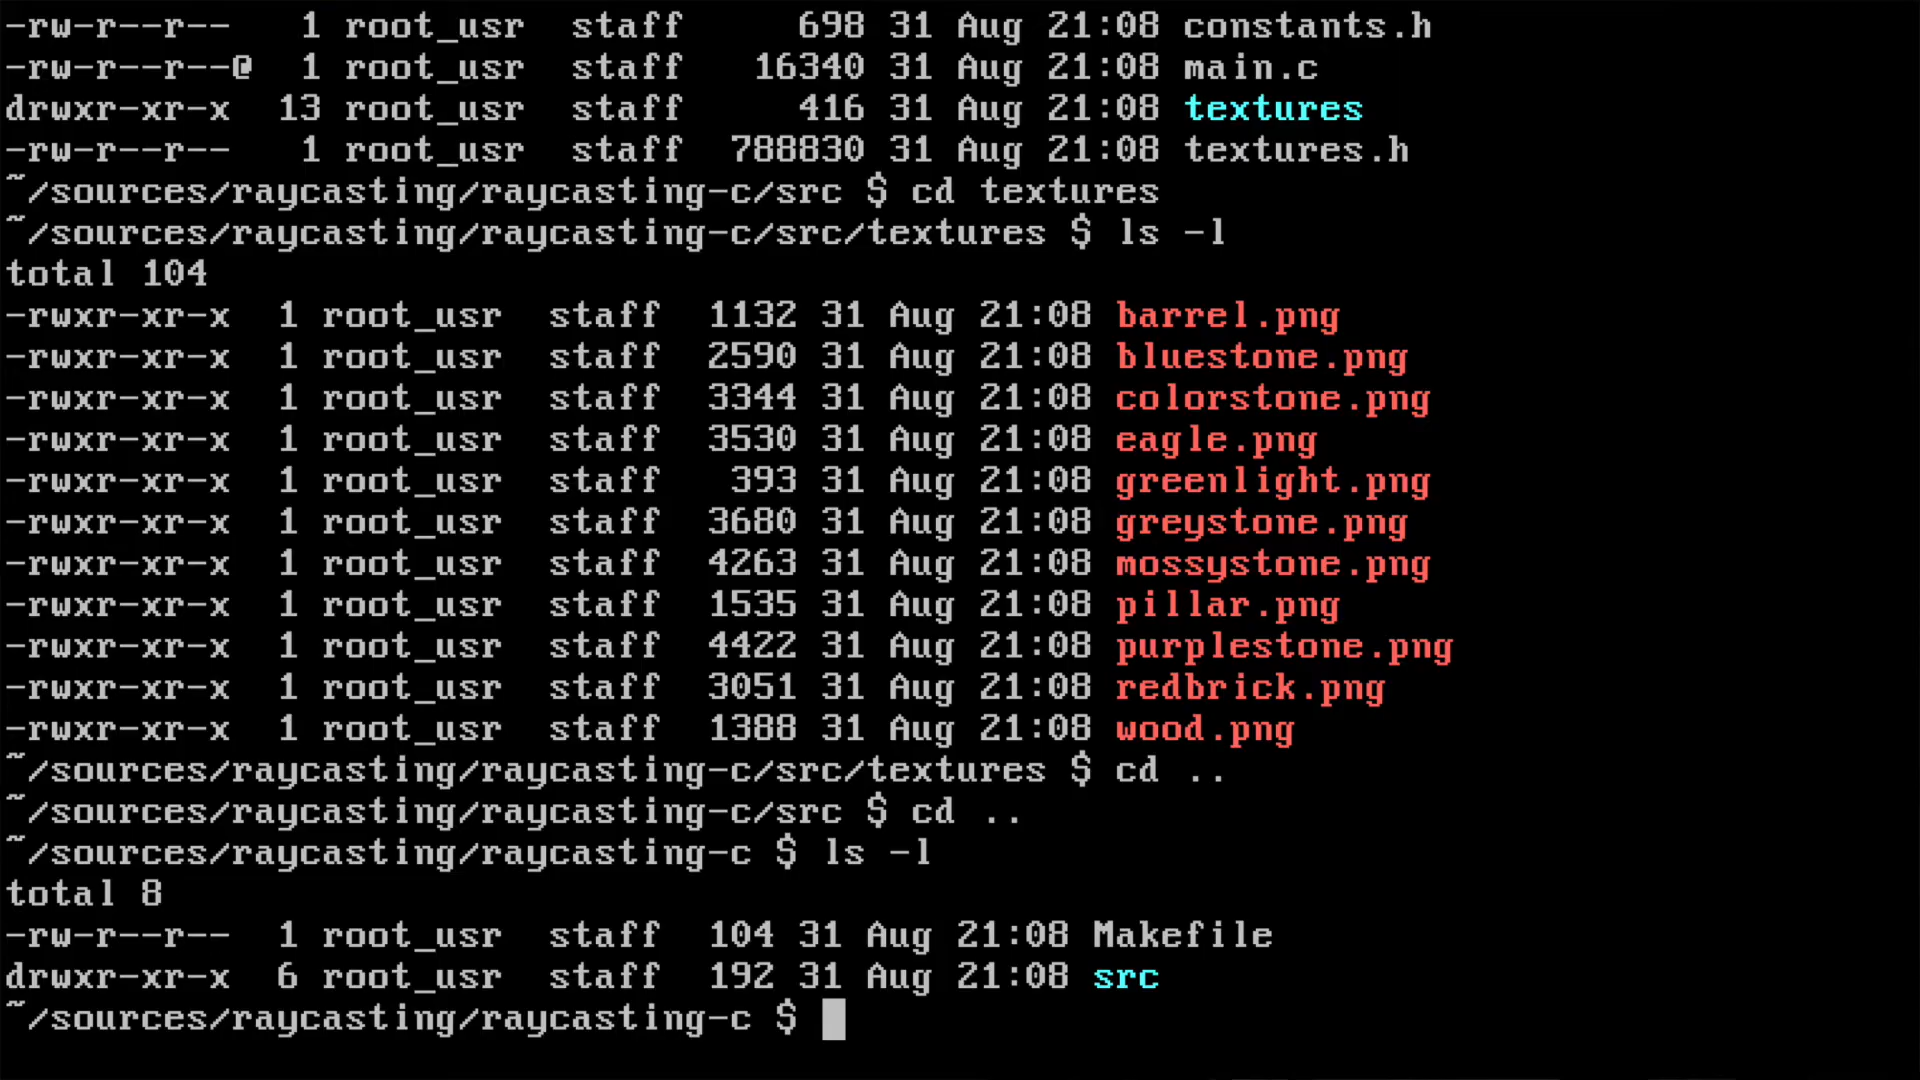 -rw-r--r--   1 root_usr  staff     698 31 Aug 21:08 constants.h
-rw-r--r--@  1 root_usr  staff   16340 31 Aug 21:08 main.c
drwxr-xr-x  13 root_usr  staff     416 31 Aug 21:08 textures
-rw-r--r--   1 root_usr  staff  788830 31 Aug 21:08 textures.h
~/sources/raycasting/raycasting-c/src $ cd textures
~/sources/raycasting/raycasting-c/src/textures $ ls -l
total 104
-rwxr-xr-x  1 root_usr  staff  1132 31 Aug 21:08 barrel.png
-rwxr-xr-x  1 root_usr  staff  2590 31 Aug 21:08 bluestone.png
-rwxr-xr-x  1 root_usr  staff  3344 31 Aug 21:08 colorstone.png
-rwxr-xr-x  1 root_usr  staff  3530 31 Aug 21:08 eagle.png
-rwxr-xr-x  1 root_usr  staff   393 31 Aug 21:08 greenlight.png
-rwxr-xr-x  1 root_usr  staff  3680 31 Aug 21:08 greystone.png
-rwxr-xr-x  1 root_usr  staff  4263 31 Aug 21:08 mossystone.png
-rwxr-xr-x  1 root_usr  staff  1535 31 Aug 21:08 pillar.png
-rwxr-xr-x  1 root_usr  staff  4422 31 Aug 21:08 purplestone.png
-rwxr-xr-x  1 root_usr  staff  3051 31 Aug 21:08 redbrick.png
-rwxr-xr-x  1 root_usr  staff  1388 31 Aug 21:08 wood.png
~/sources/raycasting/raycasting-c/src/textures $ cd ..
~/sources/raycasting/raycasting-c/src $ cd ..
~/sources/raycasting/raycasting-c $ ls -l
total 8
-rw-r--r--  1 root_usr  staff  104 31 Aug 21:08 Makefile
drwxr-xr-x  6 root_usr  staff  192 31 Aug 21:08 src
~/sources/raycasting/raycasting-c $